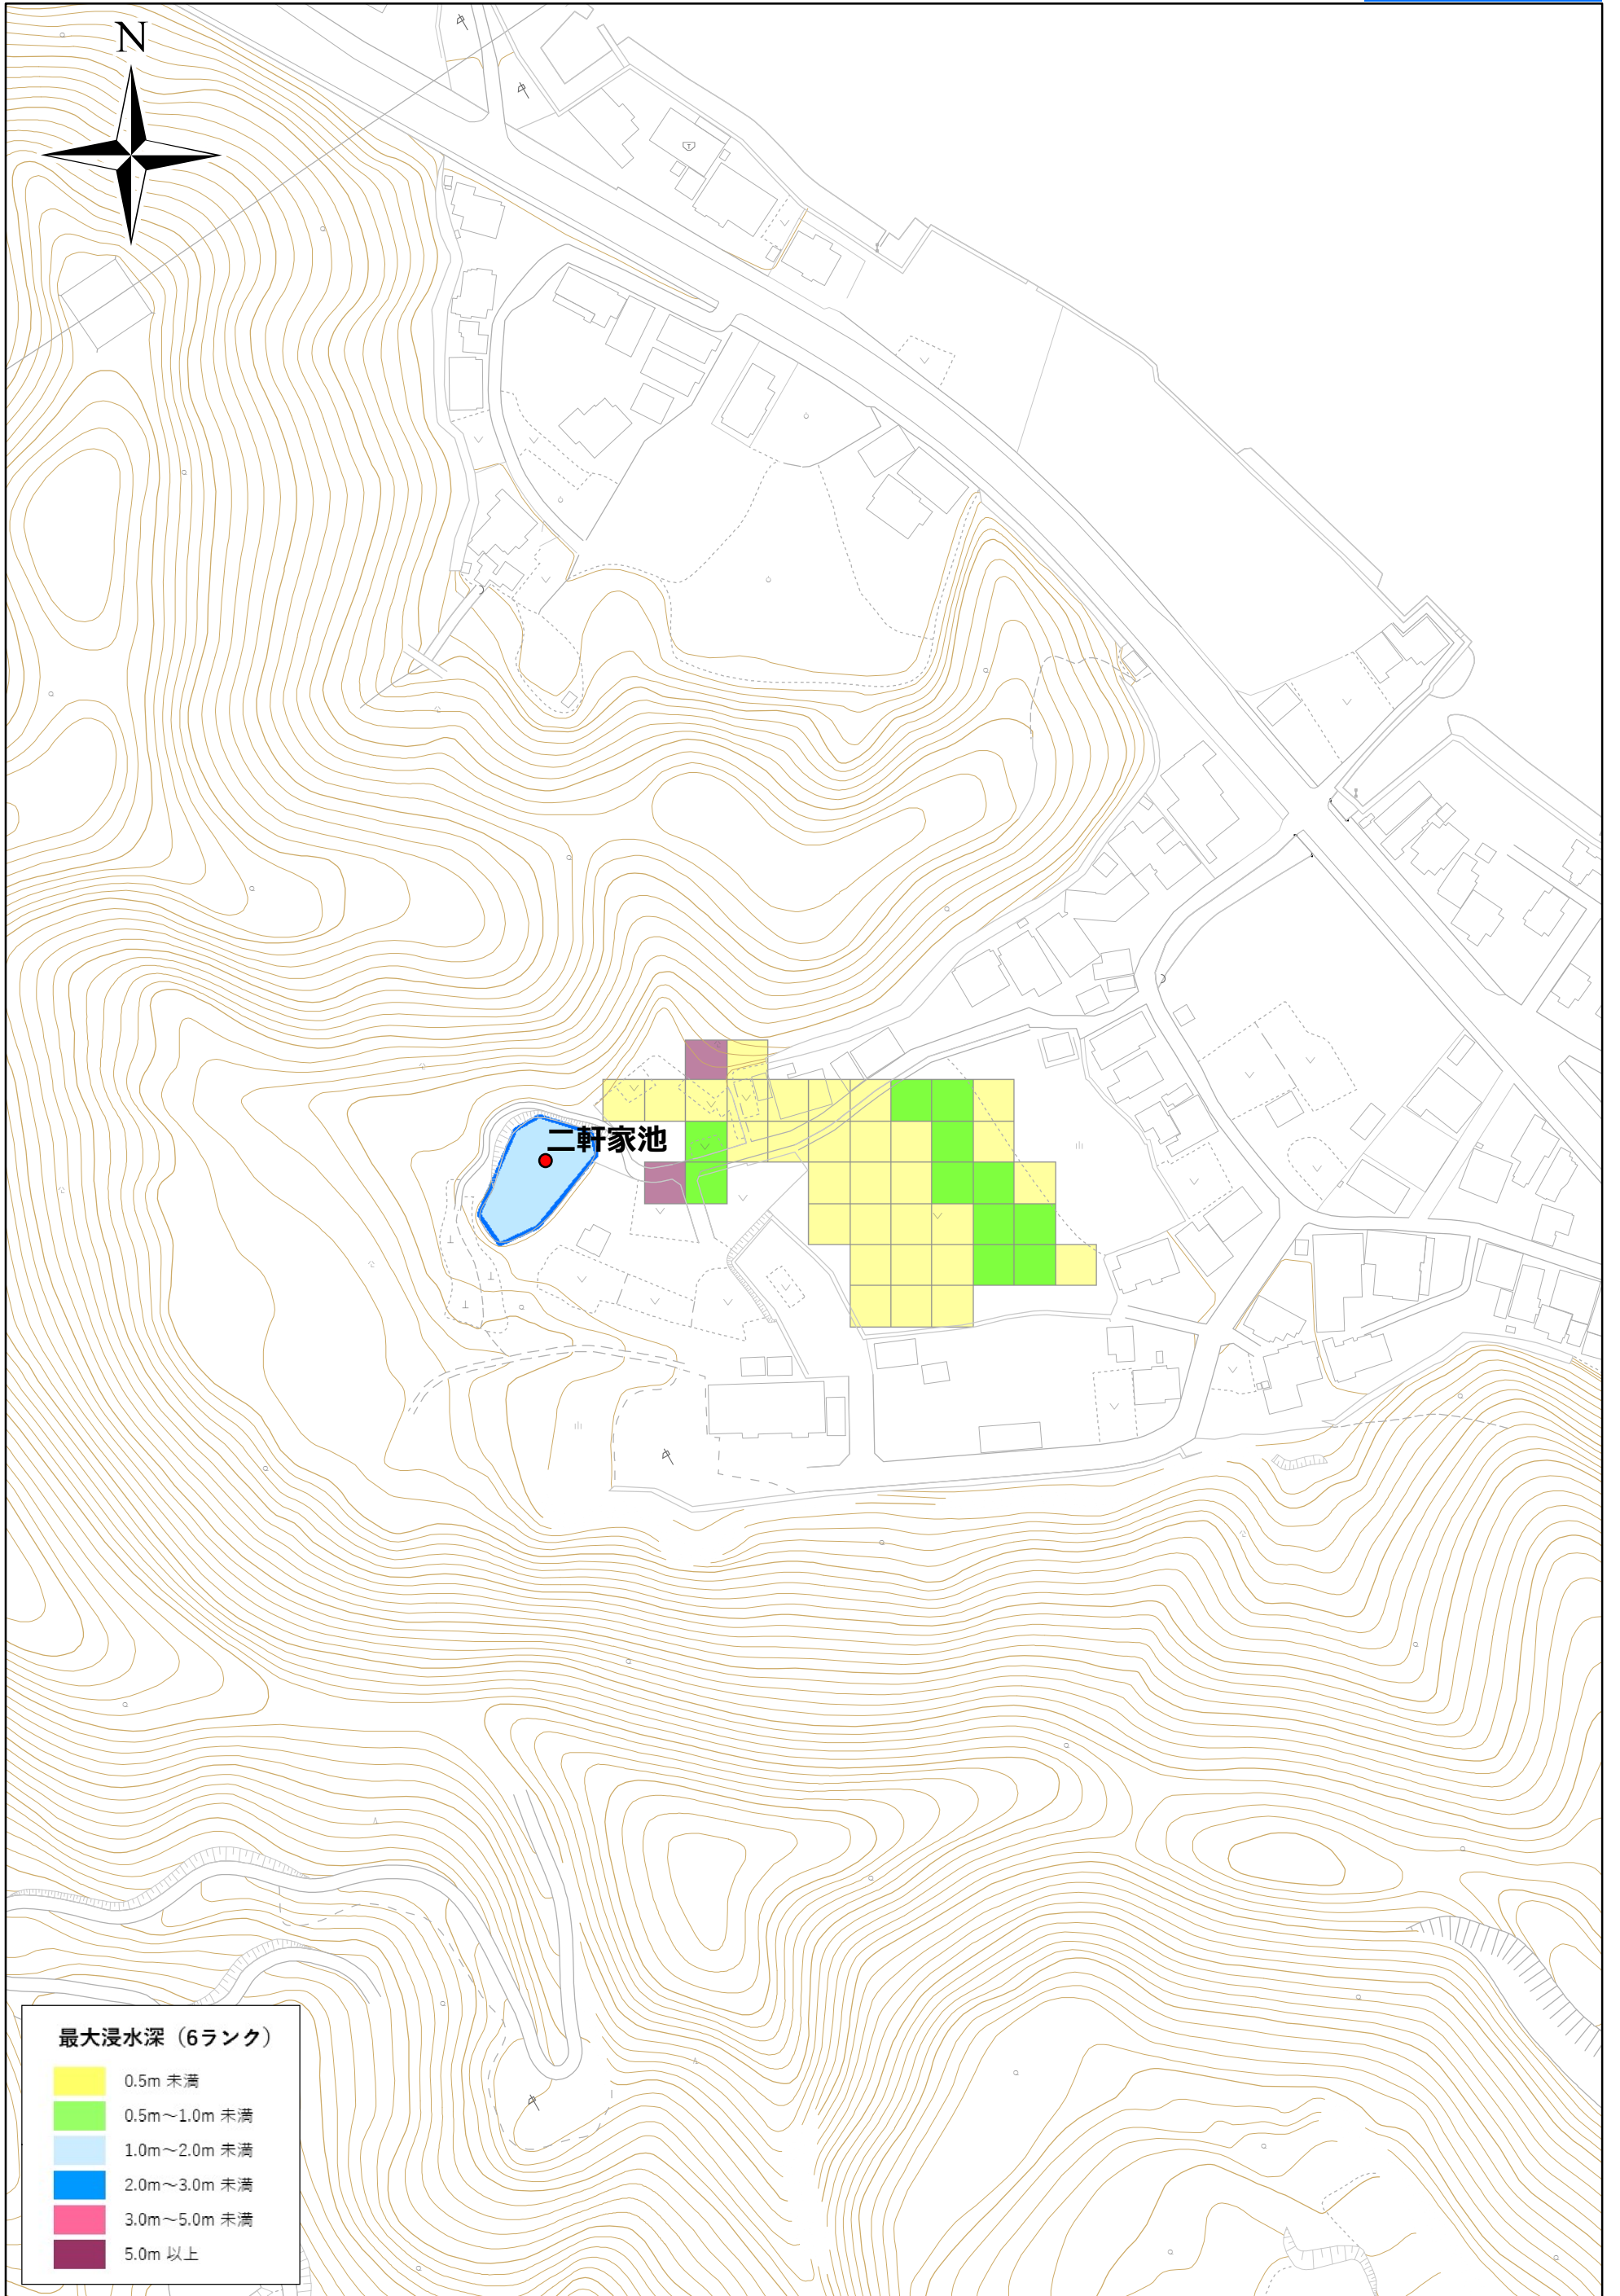 N
二軒家池
最大浸水深（6ランク）
0.5m 未満
0.5m～1.0m 未満
1.0m～2.0m 未満
2.0m～3.0m 未満
3.0m～5.0m 未満
5.0m 以上